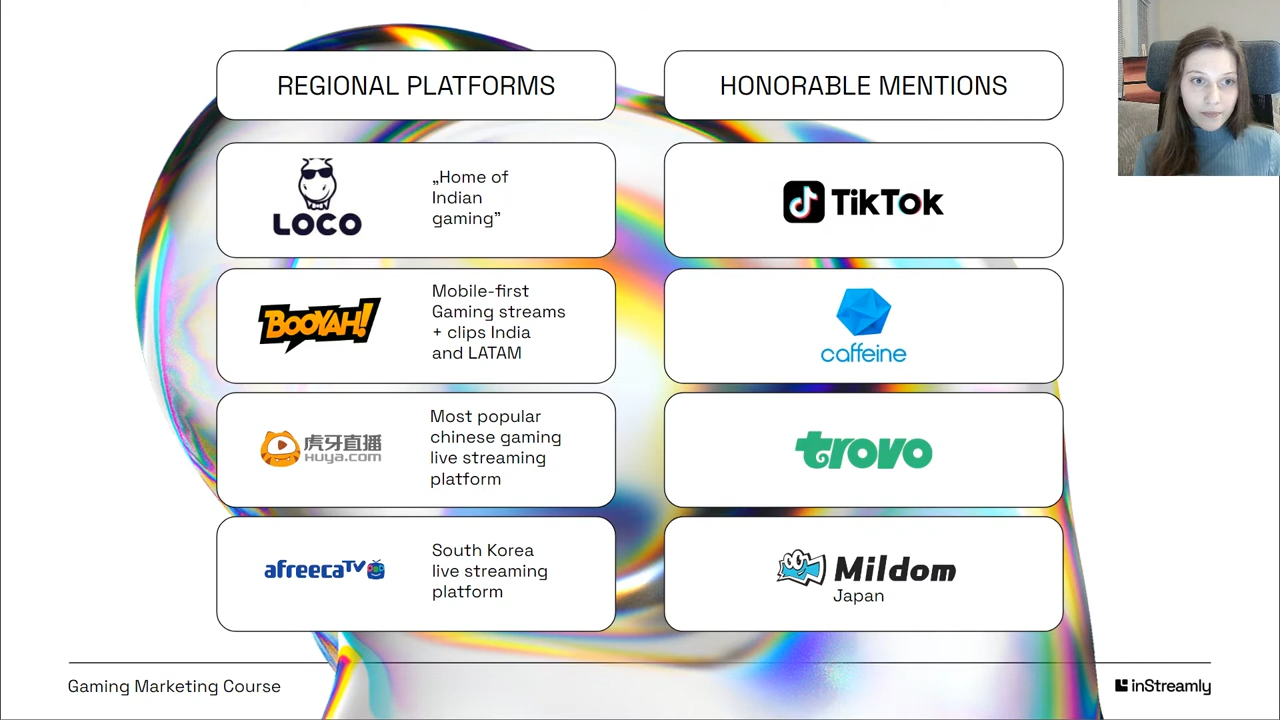 REGIONAL PLATFORMS
HONORABLE MENTIONS
LOCO
„Home of
Indian
gaming”
TikTok
BOOYAH!
Mobile-first
Gaming streams
+ clips India
and LATAM
caffeine
虎牙直播
HUYA.COM
Most popular
chinese gaming
live streaming
platform
trovo
afreecaTV
South Korea
live streaming
platform
Mildom
Japan
Gaming Marketing Course
inStreamly